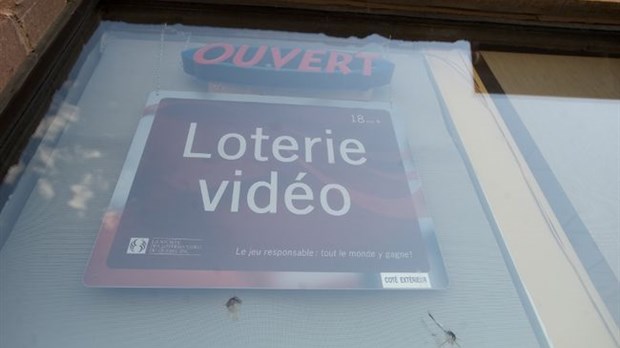 OUVERT
18
Loterie
vidéo
Le jeu responsable : tout le monde y gagne!
CÔTÉ EXTÉRIEUR